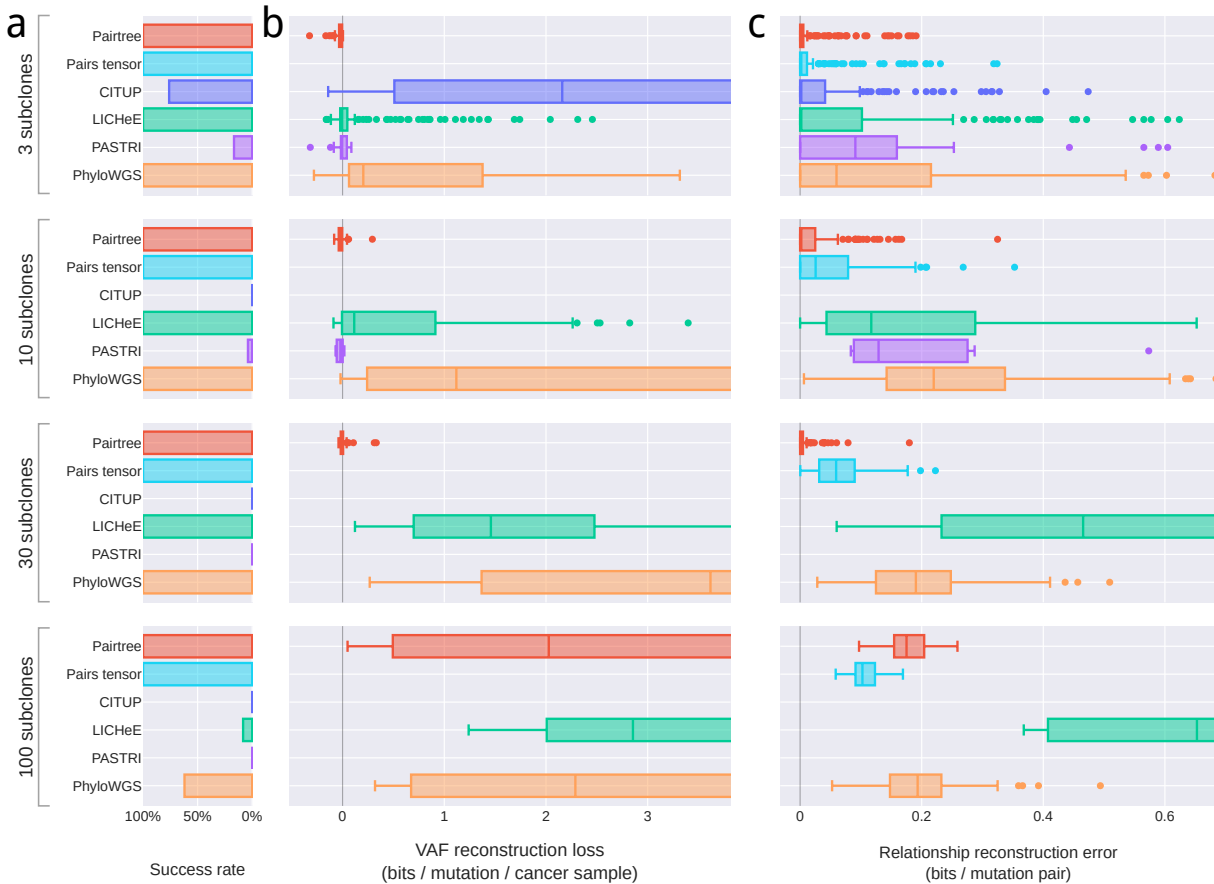 a
b
c
3 subclones
Pairtree
Pairs tensor
CITUP
LICHeE
PASTRI
PhyloWGS
10 subclones
Pairtree
Pairs tensor
CITUP
LICHeE
PASTRI
PhyloWGS
30 subclones
Pairtree
Pairs tensor
CITUP
LICHeE
PASTRI
PhyloWGS
100 subclones
Pairtree
Pairs tensor
CITUP
LICHeE
PASTRI
PhyloWGS
100% 50% 0%
0 1 2 3
0 0.2 0.4 0.6
Success rate
VAF reconstruction loss
(bits / mutation / cancer sample)
Relationship reconstruction error
(bits / mutation pair)